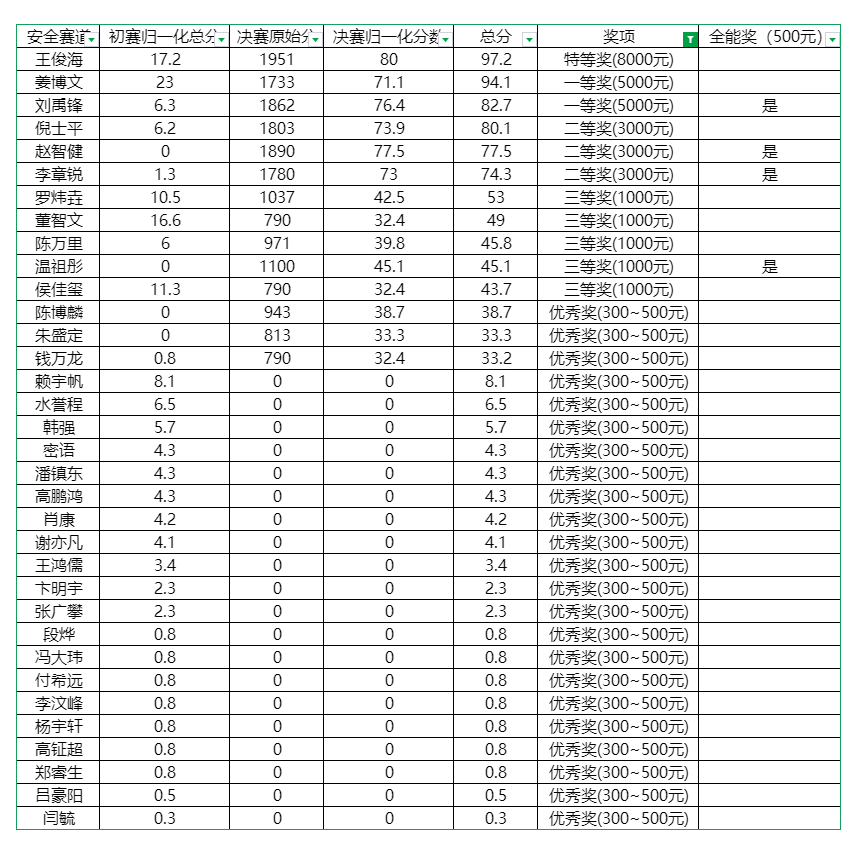 安全赛道 初赛归一化总分 决赛原始分 决赛归一化分数 总分 奖项 全能奖（500元）
王俊海 17.2 1951 80 97.2 特等奖(8000元)
姜博文 23 1733 71.1 94.1 一等奖(5000元)
刘禹锋 6.3 1862 76.4 82.7 一等奖(5000元) 是
倪士平 6.2 1803 73.9 80.1 二等奖(3000元)
赵智健 0 1890 77.5 77.5 二等奖(3000元) 是
李章锐 1.3 1780 73 74.3 二等奖(3000元) 是
罗炜垚 10.5 1037 42.5 53 三等奖(1000元)
董智文 16.6 790 32.4 49 三等奖(1000元)
陈万里 6 971 39.8 45.8 三等奖(1000元)
温祖彤 0 1100 45.1 45.1 三等奖(1000元) 是
侯佳玺 11.3 790 32.4 43.7 三等奖(1000元)
陈博麟 0 943 38.7 38.7 优秀奖(300~500元)
朱盛定 0 813 33.3 33.3 优秀奖(300~500元)
钱万龙 0.8 790 32.4 33.2 优秀奖(300~500元)
赖宇帆 8.1 0 0 8.1 优秀奖(300~500元)
水誉程 6.5 0 0 6.5 优秀奖(300~500元)
韩强 5.7 0 0 5.7 优秀奖(300~500元)
密语 4.3 0 0 4.3 优秀奖(300~500元)
潘镇东 4.3 0 0 4.3 优秀奖(300~500元)
高鹏鸿 4.3 0 0 4.3 优秀奖(300~500元)
肖康 4.2 0 0 4.2 优秀奖(300~500元)
谢亦凡 4.1 0 0 4.1 优秀奖(300~500元)
王鸿儒 3.4 0 0 3.4 优秀奖(300~500元)
卞明宇 2.3 0 0 2.3 优秀奖(300~500元)
张广攀 2.3 0 0 2.3 优秀奖(300~500元)
段烨 0.8 0 0 0.8 优秀奖(300~500元)
冯大玮 0.8 0 0 0.8 优秀奖(300~500元)
付希远 0.8 0 0 0.8 优秀奖(300~500元)
李汶峰 0.8 0 0 0.8 优秀奖(300~500元)
杨宇轩 0.8 0 0 0.8 优秀奖(300~500元)
高钲超 0.8 0 0 0.8 优秀奖(300~500元)
郑睿生 0.8 0 0 0.8 优秀奖(300~500元)
吕豪阳 0.5 0 0 0.5 优秀奖(300~500元)
闫毓 0.3 0 0 0.3 优秀奖(300~500元)